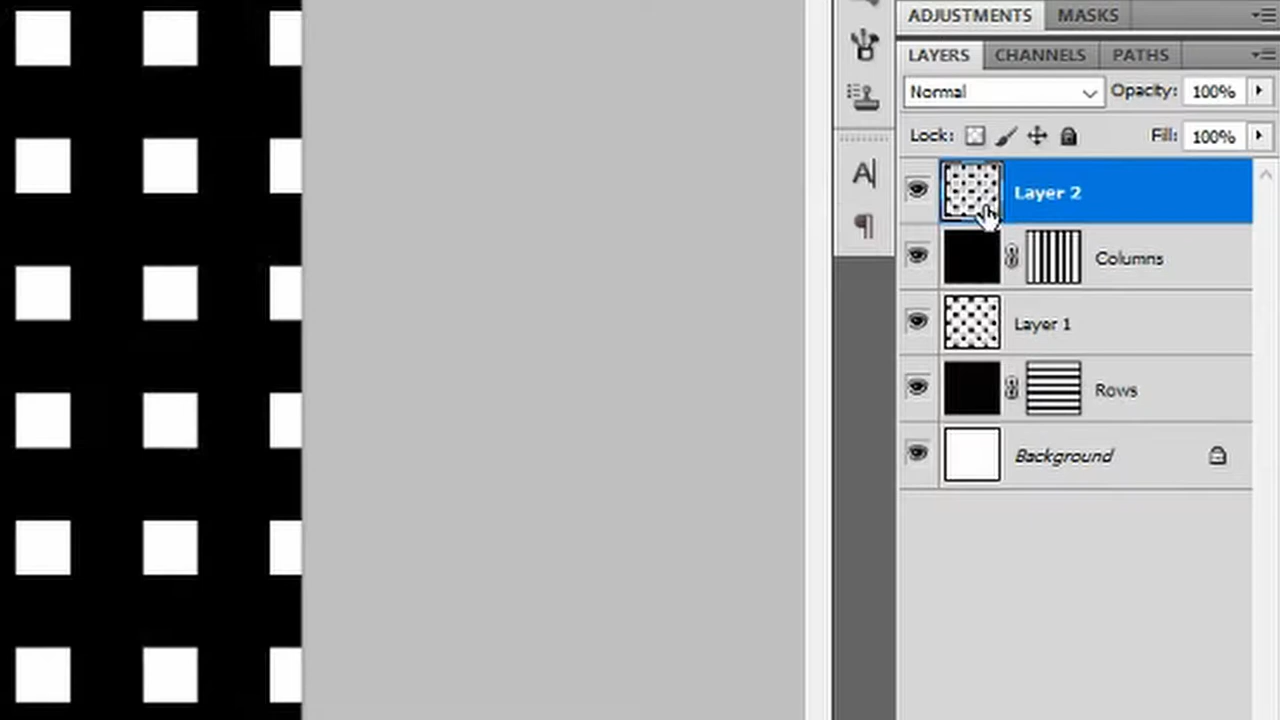 ADJUSTMENTS MASKS
LAYERS CHANNELS PATHS
Normal Opacity: 100%
Lock: Fill: 100%
Layer 2
Columns
Layer 1
Rows
Background